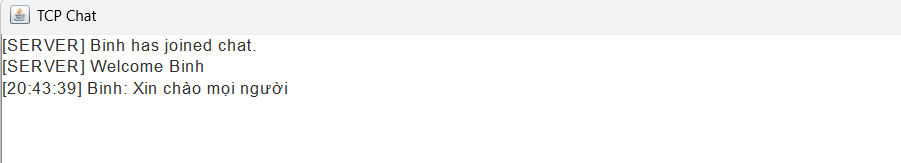 TCP Chat
[SERVER] Binh has joined chat.
[SERVER] Welcome Binh
[20:43:39] Binh: Xin chào mọi người